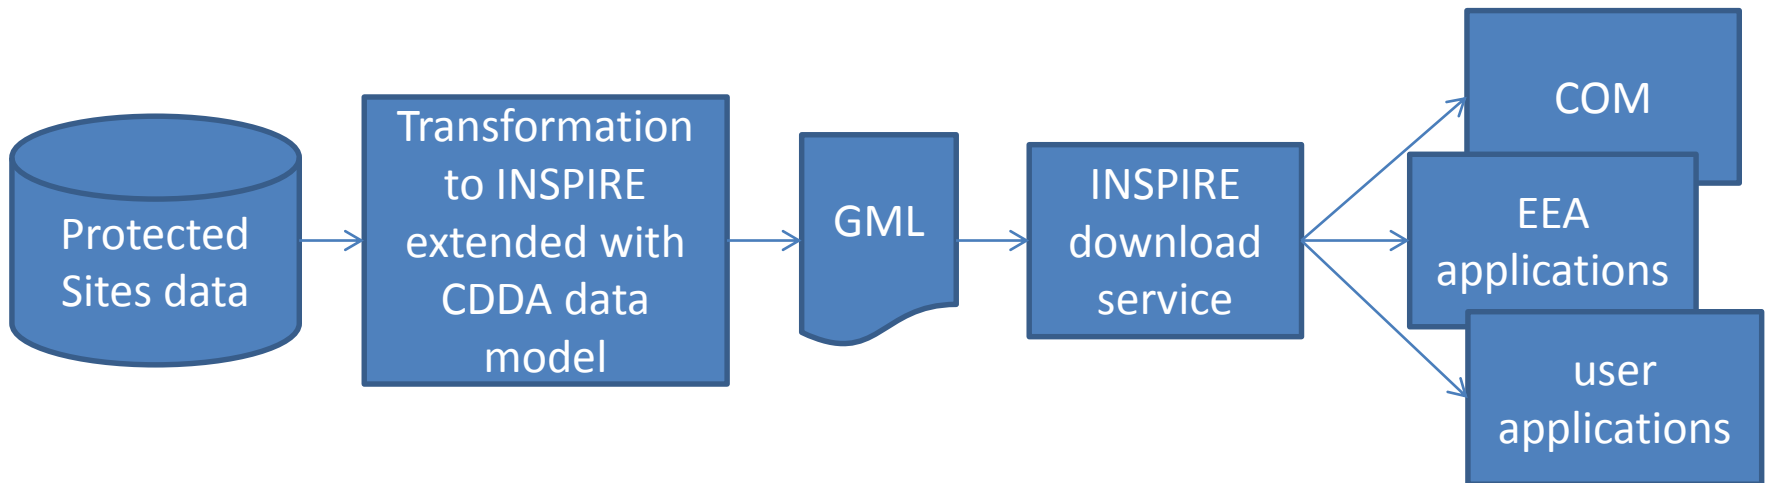 Protected
Sites data
Transformation
to INSPIRE
extended with
CDDA data
model
GML
INSPIRE
download
service
COM
EEA
applications
user
applications